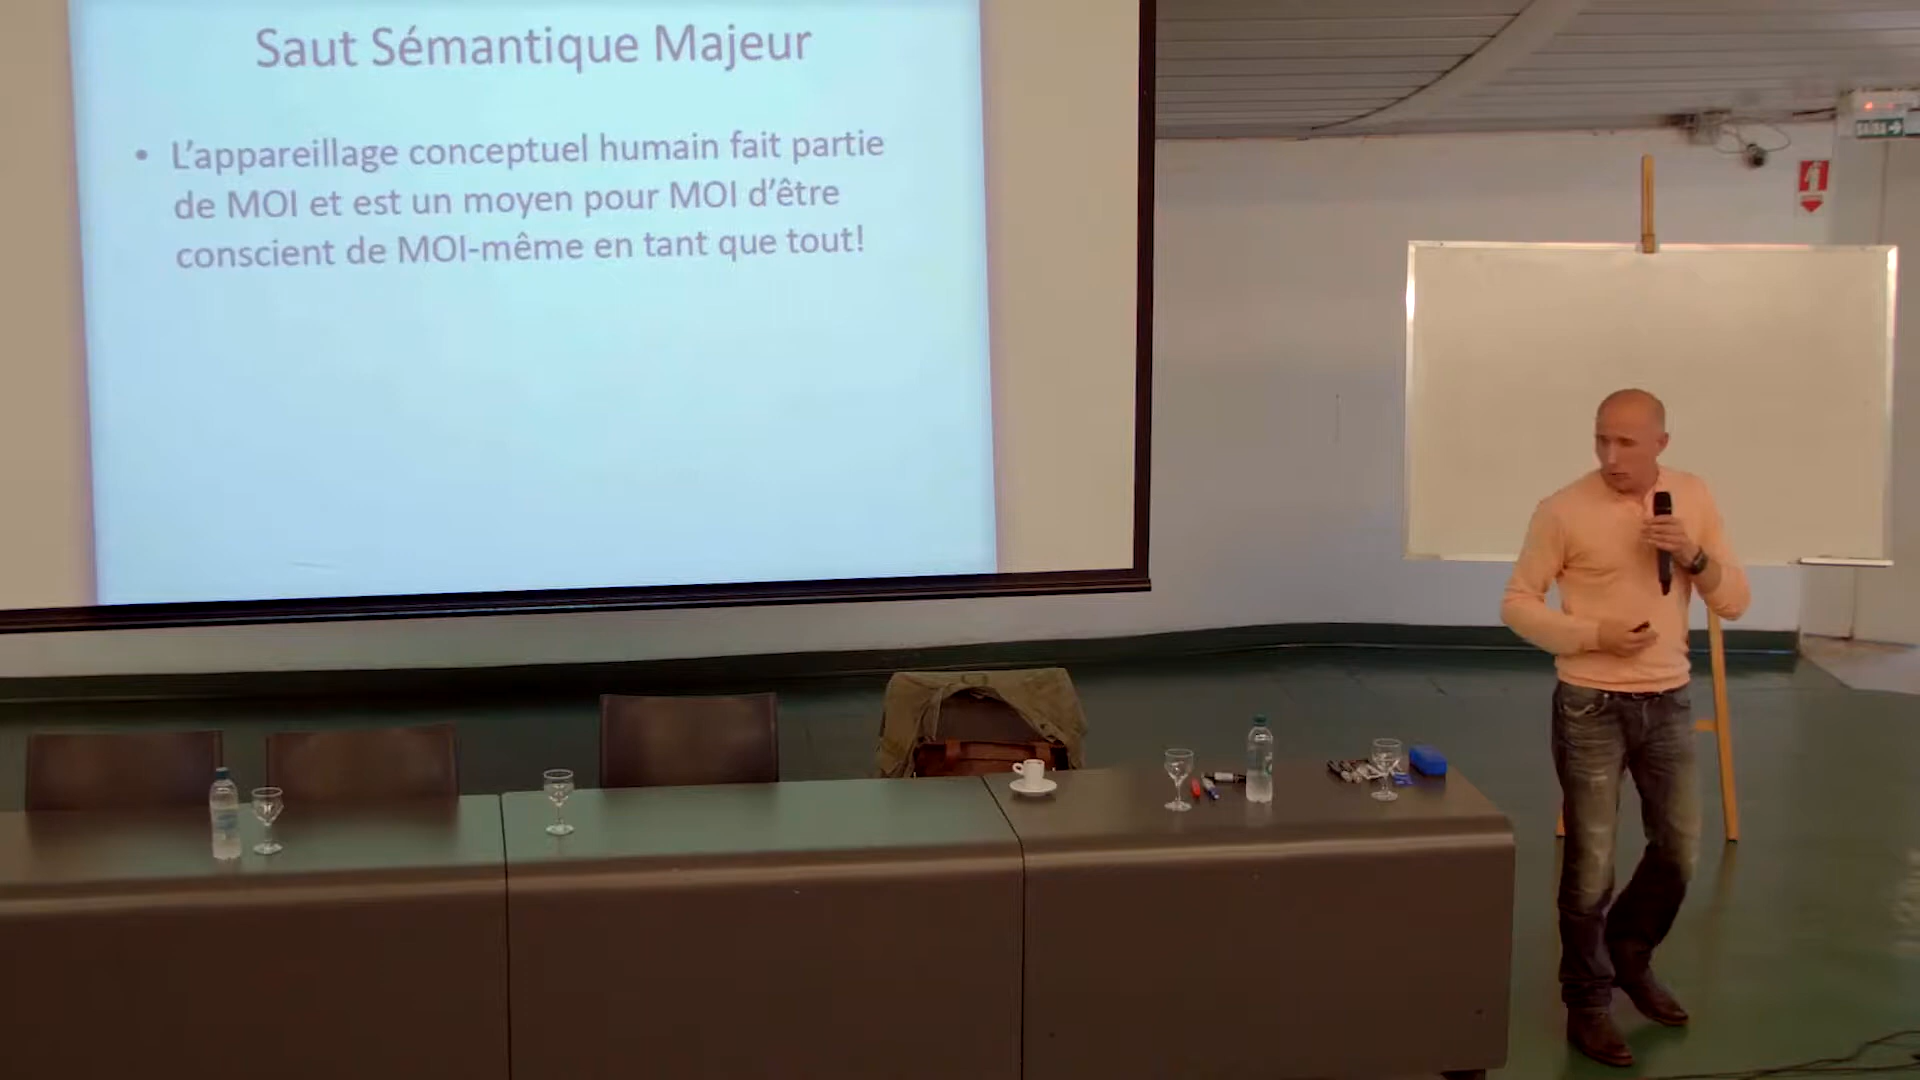 Saut Sémantique Majeur
• L'appareillage conceptuel humain fait partie
de MOI et est un moyen pour MOI d'être
conscient de MOI-même en tant que tout!
SAÍDA